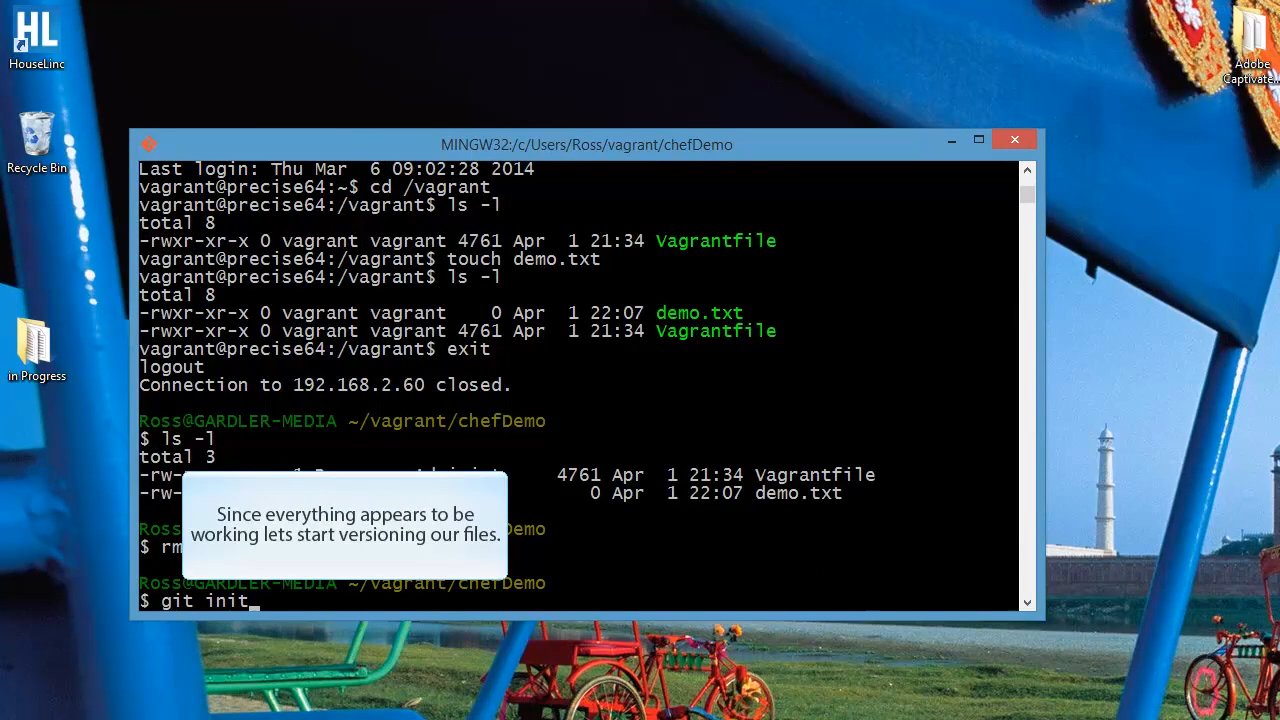 HL
HouseLinc
Recycle Bin
in Progress
Adobe
Captivate...
MINGW32:/c/Users/Ross/vagrant/chefDemo
Last login: Thu Mar  6 09:02:28 2014
vagrant@precise64:~$ cd /vagrant
vagrant@precise64:/vagrant$ ls -l
total 8
-rwxr-xr-x 0 vagrant vagrant 4761 Apr  1 21:34 Vagrantfile
vagrant@precise64:/vagrant$ touch demo.txt
vagrant@precise64:/vagrant$ ls -l
total 8
-rwxr-xr-x 0 vagrant vagrant    0 Apr  1 22:07 demo.txt
-rwxr-xr-x 0 vagrant vagrant 4761 Apr  1 21:34 Vagrantfile
vagrant@precise64:/vagrant$ exit
logout
Connection to 192.168.2.60 closed.
Ross@GARDLER-MEDIA ~/vagrant/chefDemo
$ ls -l
total 3
-rw- 4761 Apr  1 21:34 Vagrantfile
-rw- 0 Apr  1 22:07 demo.txt
Ross Demo
$ rm
Since everything appears to be
working lets start versioning our files.
Ross@GARDLER-MEDIA ~/vagrant/chefDemo
$ git init